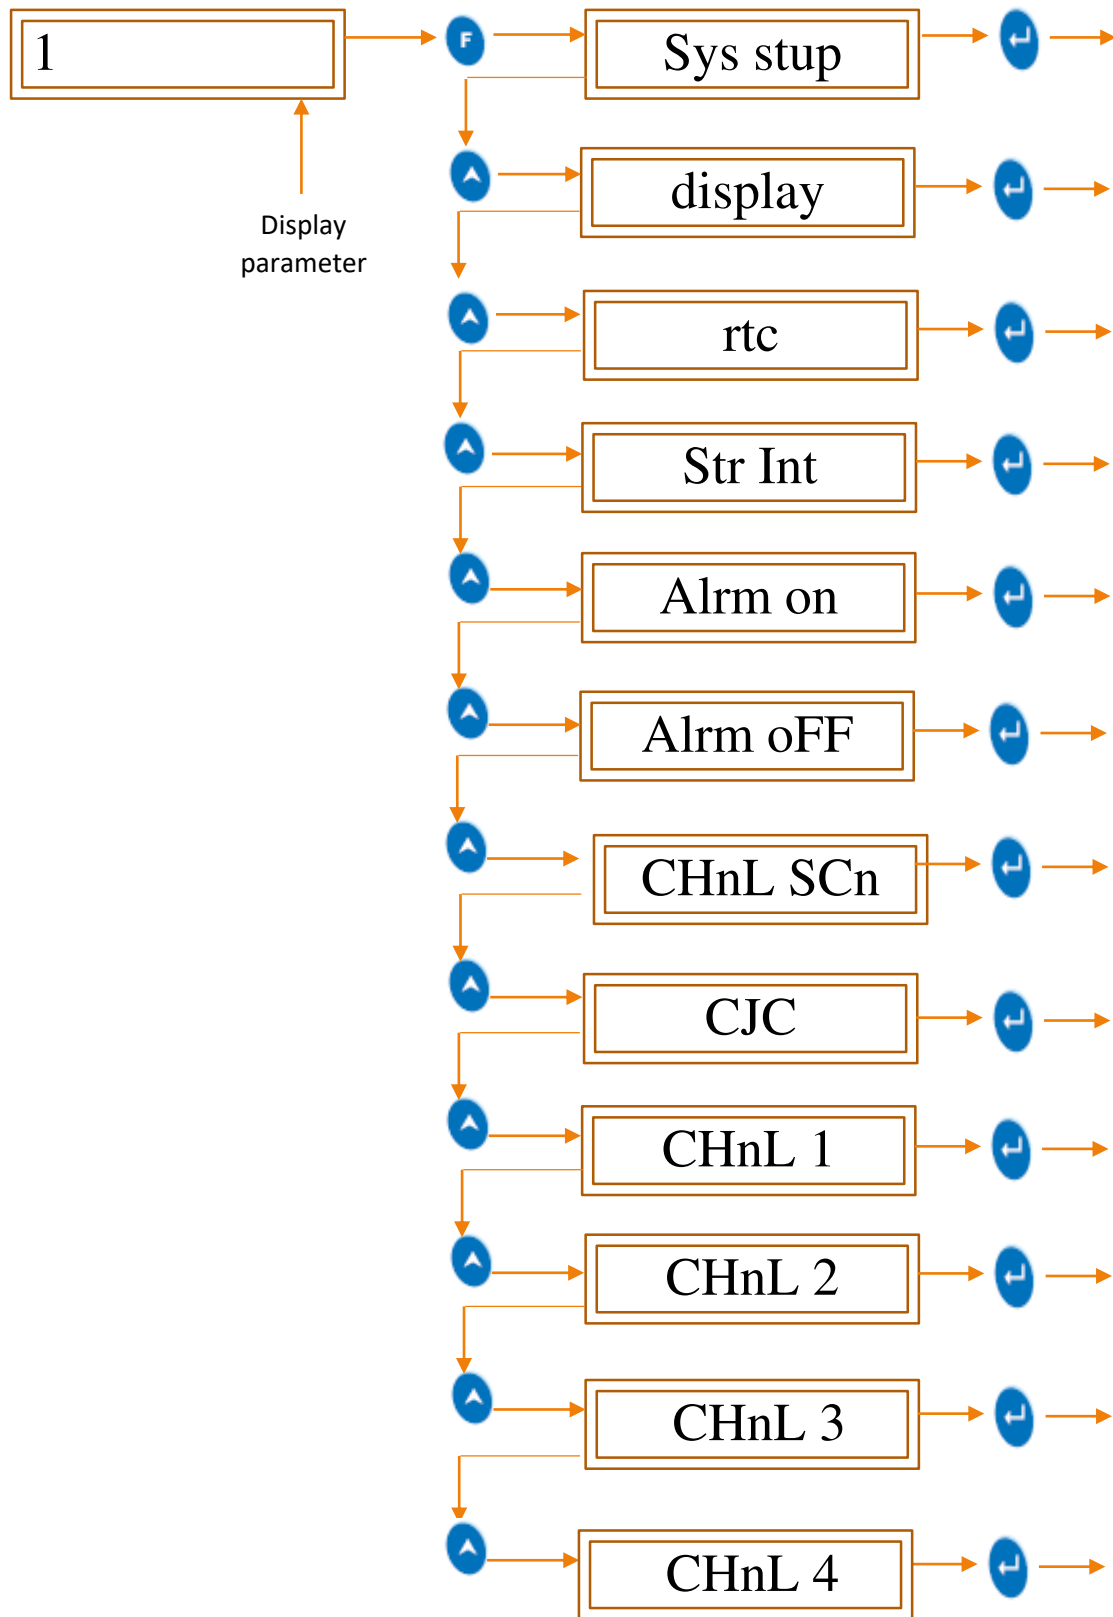 1
F
Sys stup
Display
parameter
display
rtc
Str Int
Alrm on
Alrm oFF
CHnL SCn
CJC
CHnL 1
CHnL 2
CHnL 3
CHnL 4